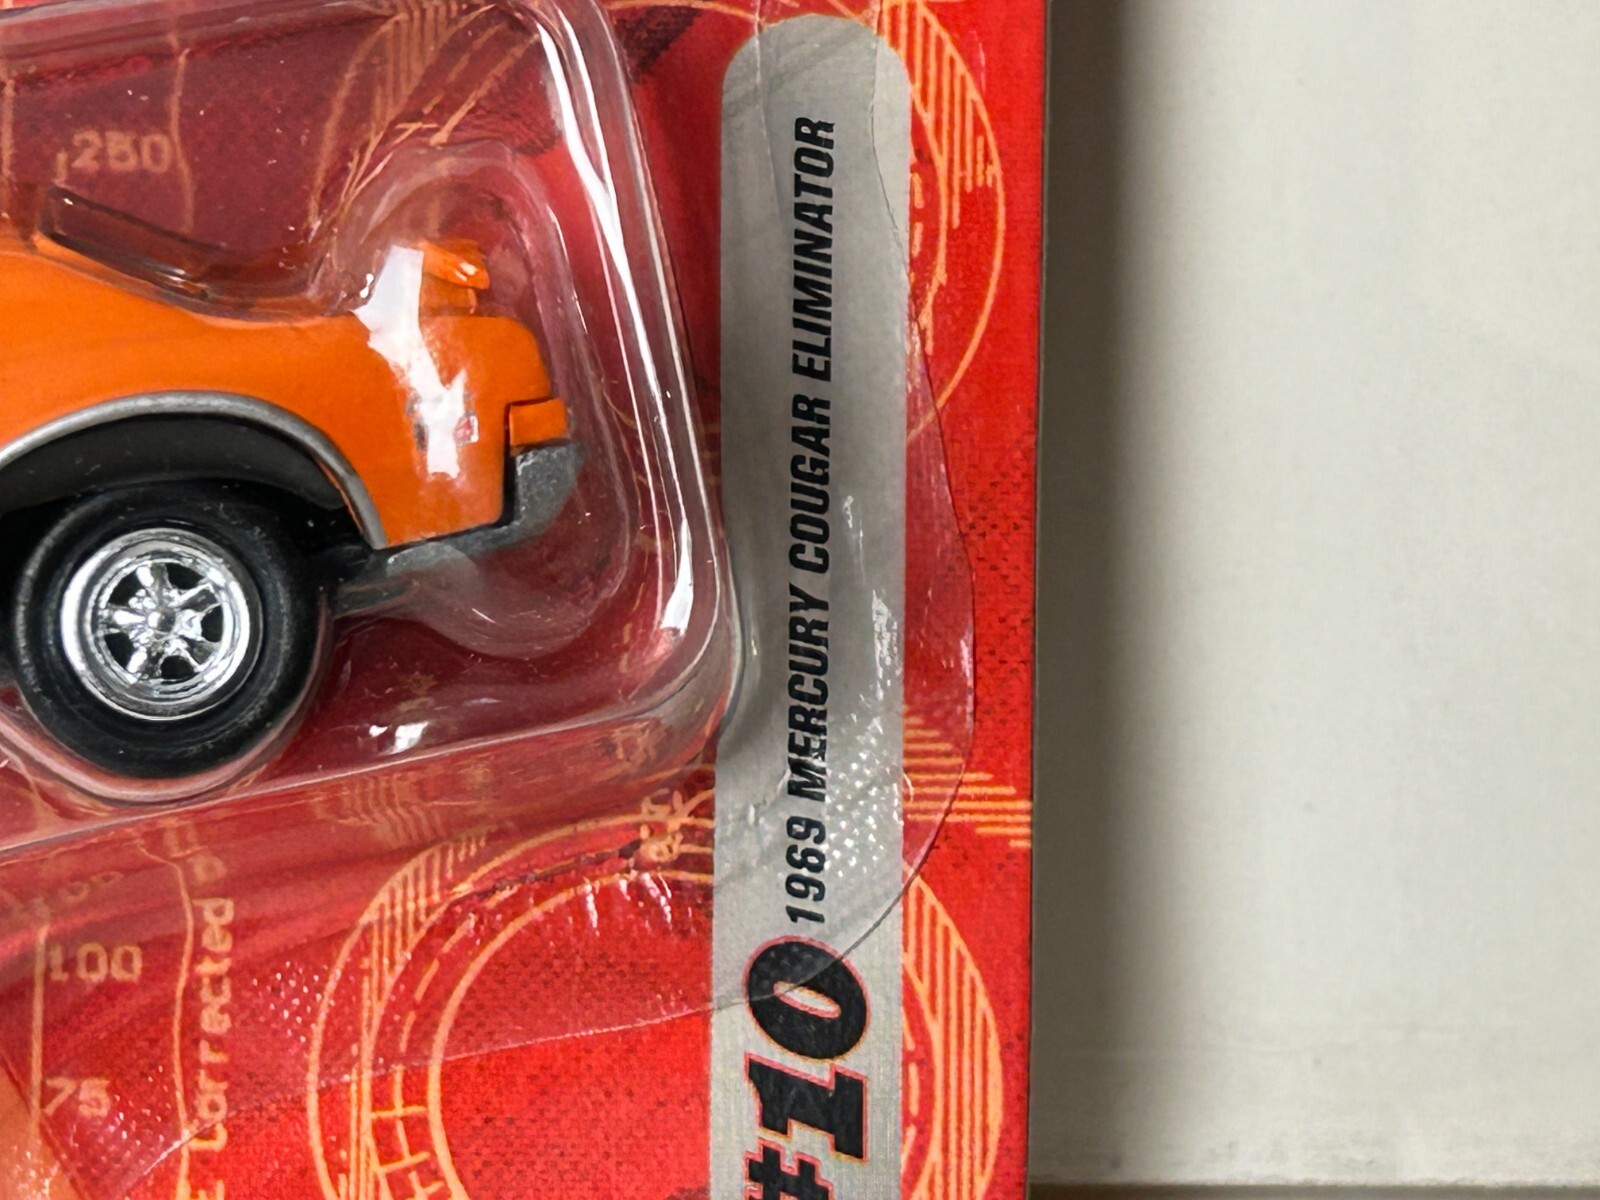 #10 1969 MERCURY COUGAR ELIMINATOR
250
100
75
Corrected